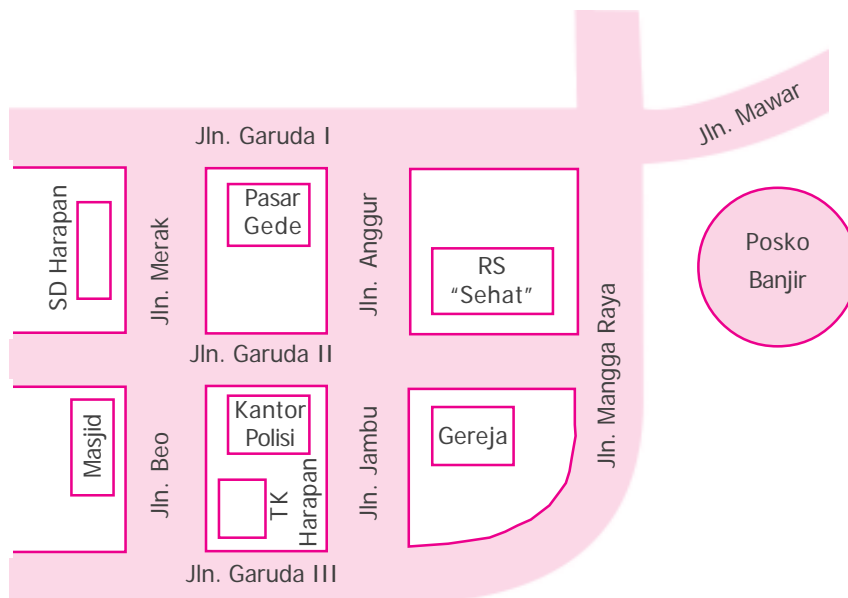 Jln. Mawar
Jln. Garuda I
SD Harapan
Jln. Merak
Pasar
Gede
Jln. Anggur
RS
“Sehat”
Jln. Mangga Raya
Posko
Banjir
Jln. Garuda II
Masjid
Jln. Beo
Kantor
Polisi
TK
Harapan
Jln. Jambu
Gereja
Jln. Garuda III